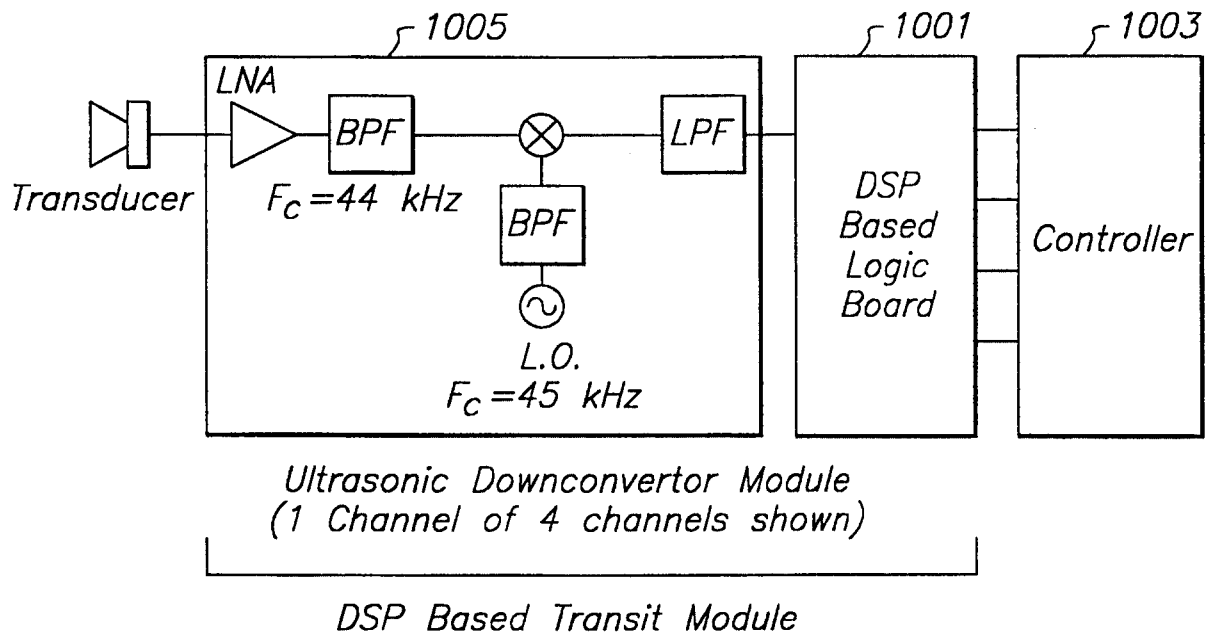 1005
1001
1003
LNA
BPF
LPF
Transducer
F_C=44 kHz
BPF
L.O.
F_C=45 kHz
DSP
Based
Logic
Board
Controller
Ultrasonic Downconvertor Module
(1 Channel of 4 channels shown)
DSP Based Transit Module